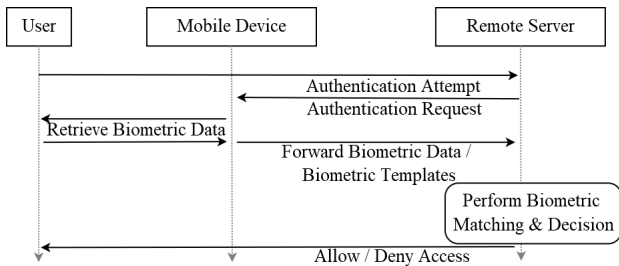 User
Mobile Device
Remote Server
Authentication Attempt
Authentication Request
Retrieve Biometric Data
Forward Biometric Data /
Biometric Templates
Perform Biometric
Matching & Decision
Allow / Deny Access